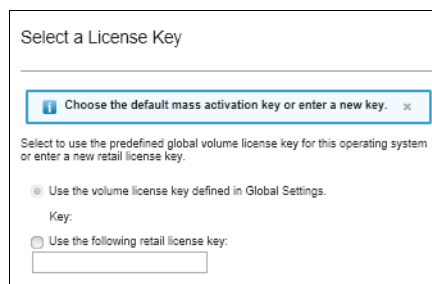 Select a License Key
Choose the default mass activation key or enter a new key. ×
Select to use the predefined global volume license key for this operating system
or enter a new retail license key.
Use the volume license key defined in Global Settings.
Key:
Use the following retail license key: